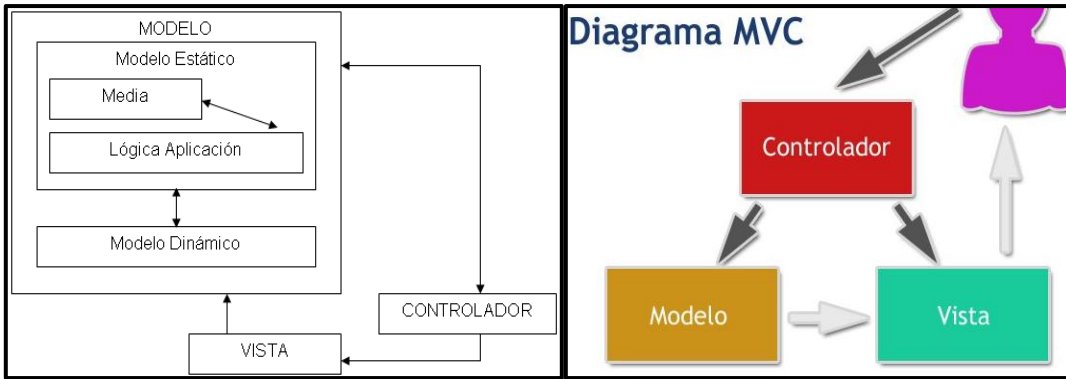 MODELO
Modelo Estático
Media
Lógica Aplicación
Modelo Dinámico
CONTROLADOR
VISTA
Diagrama MVC
Controlador
Modelo
Vista